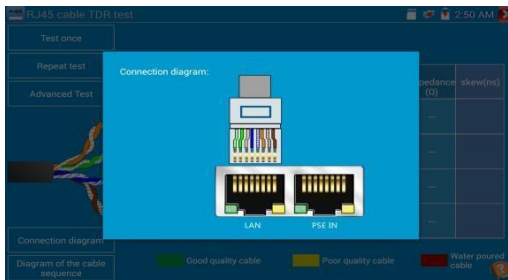 RJ45 cable TDR test
2:50 AM
Test once
Repeat test
Advanced Test
Connection diagram:
pedance
(Ω)
skew(ns)
LAN
PSE IN
Connection diagram
Diagram of the cable
sequence
Good quality cable
Poor quality cable
Water poured
cable